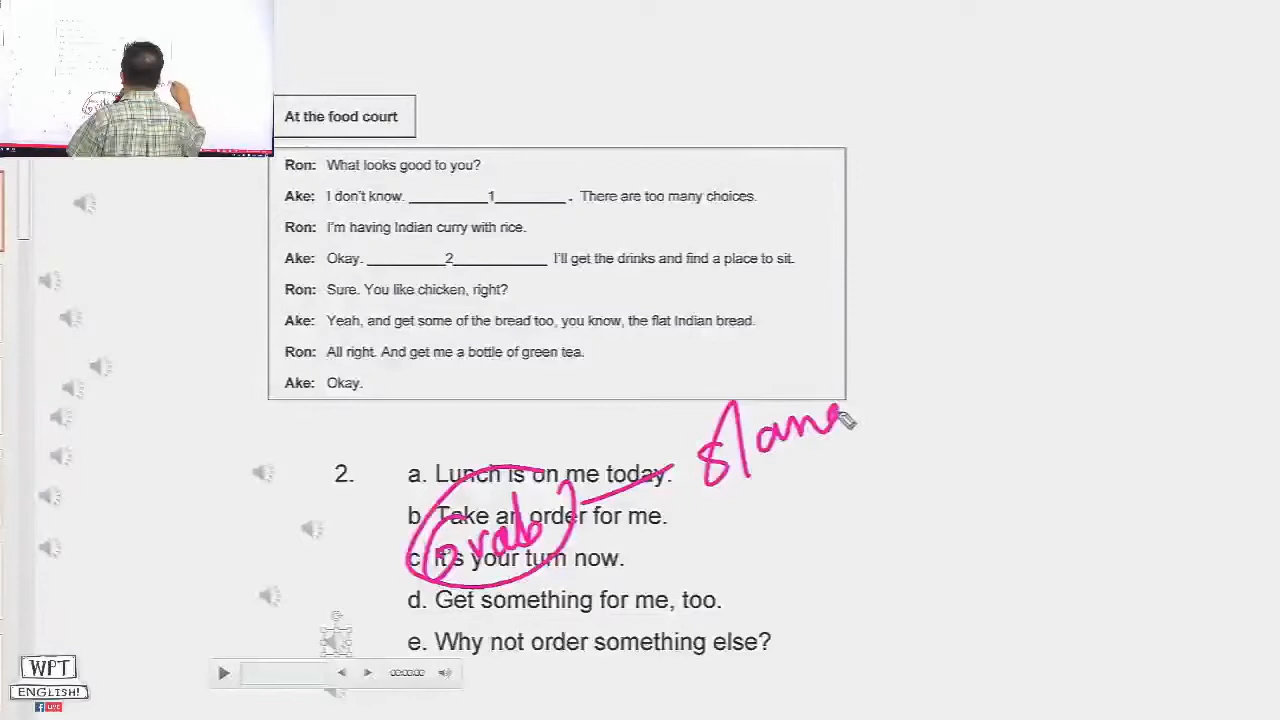 At the food court
Ron: What looks good to you?
Ake: I don't know. __________1_________ . There are too many choices.
Ron: I'm having Indian curry with rice.
Ake: Okay. __________2____________ I'll get the drinks and find a place to sit.
Ron: Sure. You like chicken, right?
Ake: Yeah, and get some of the bread too, you know, the flat Indian bread.
Ron: All right. And get me a bottle of green tea.
Ake: Okay.
slang
2. a. Lunch is on me today.
b. Take an order for me.
Grab
c. It's your turn now.
d. Get something for me, too.
e. Why not order something else?
00:00.00
WPT
ENGLISH!
f LIVE